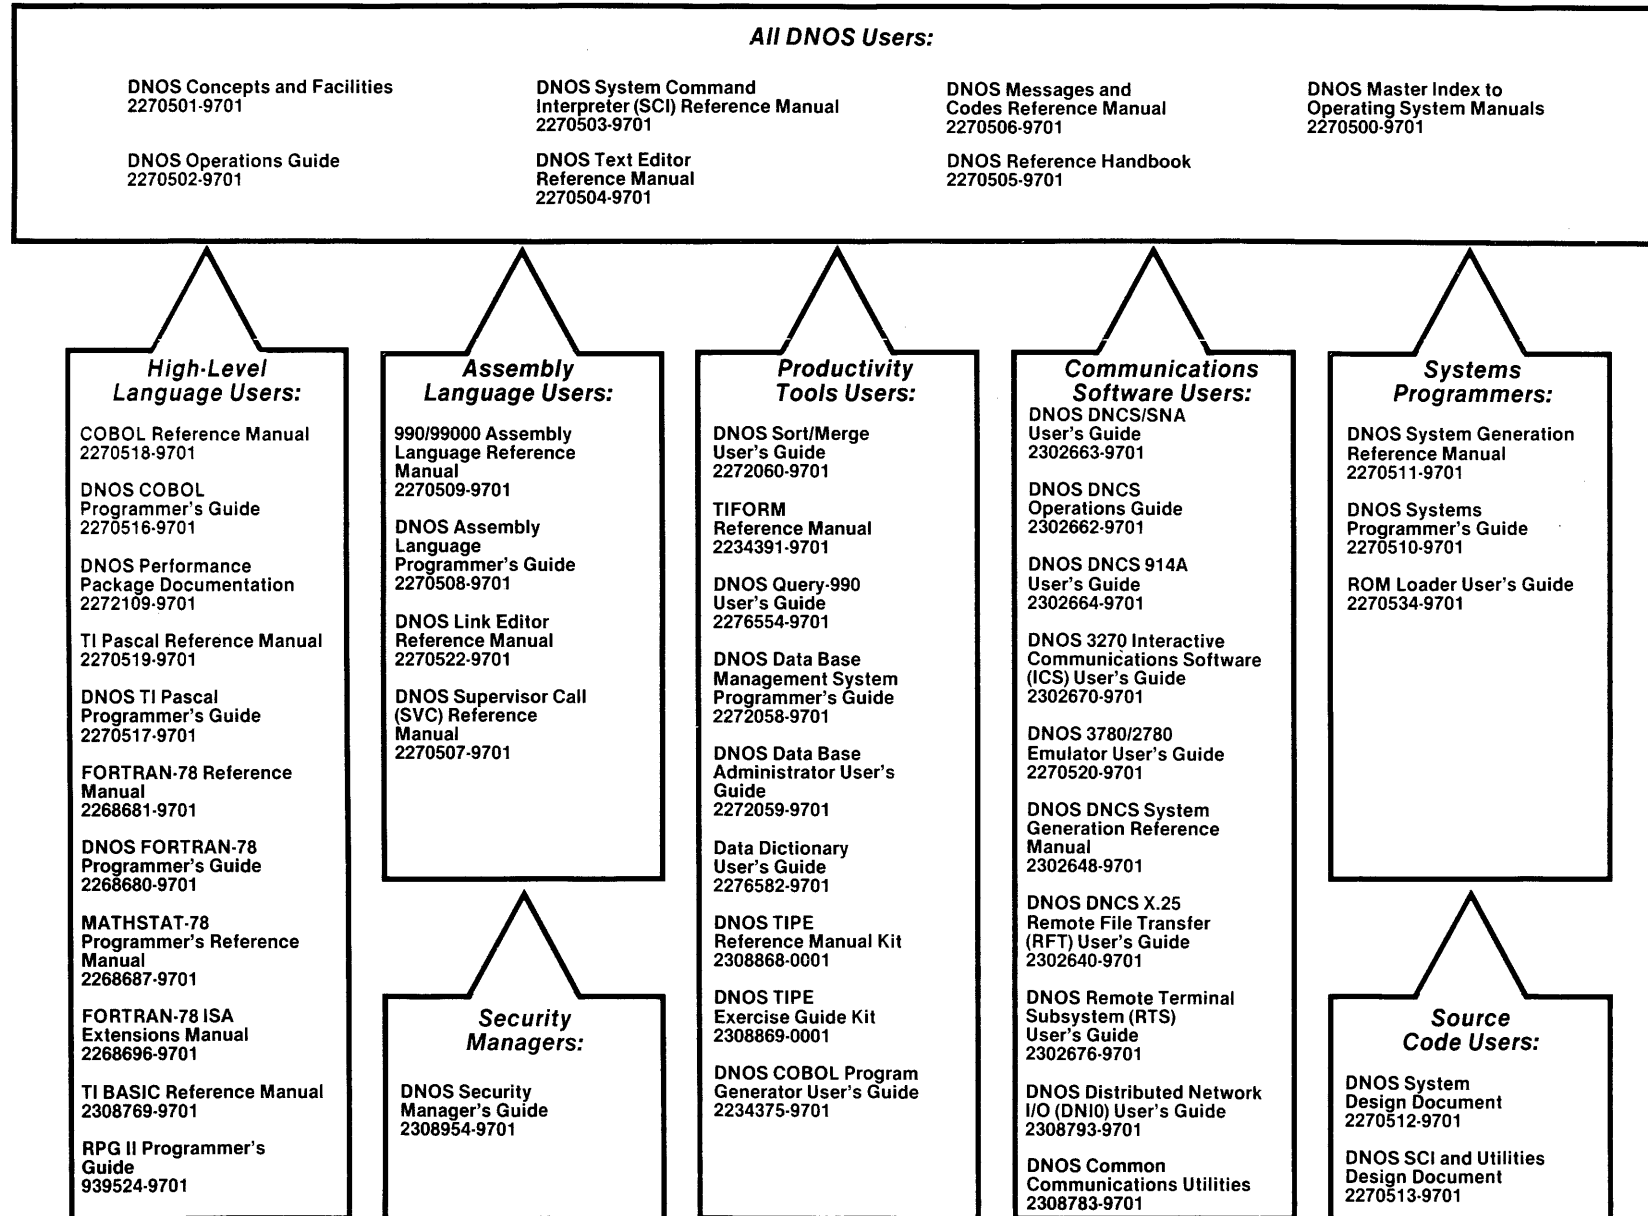 All DNOS Users:
DNOS Concepts and Facilities
2270501-9701
DNOS Operations Guide
2270502-9701
DNOS System Command
Interpreter (SCI) Reference Manual
2270503-9701
DNOS Text Editor
Reference Manual
2270504-9701
DNOS Messages and
Codes Reference Manual
2270506-9701
DNOS Reference Handbook
2270505-9701
DNOS Master Index to
Operating System Manuals
2270500-9701
High-Level
Language Users:
COBOL Reference Manual
2270518-9701
DNOS COBOL
Programmer's Guide
2270516-9701
DNOS Performance
Package Documentation
2272109-9701
TI Pascal Reference Manual
2270519-9701
DNOS TI Pascal
Programmer's Guide
2270517-9701
FORTRAN-78 Reference
Manual
2268681-9701
DNOS FORTRAN-78
Programmer's Guide
2268680-9701
MATHSTAT-78
Programmer's Reference
Manual
2268687-9701
FORTRAN-78 ISA
Extensions Manual
2268696-9701
TI BASIC Reference Manual
2308769-9701
RPG II Programmer's
Guide
939524-9701
Assembly
Language Users:
990/99000 Assembly
Language Reference
Manual
2270509-9701
DNOS Assembly
Language
Programmer's Guide
2270508-9701
DNOS Link Editor
Reference Manual
2270522-9701
DNOS Supervisor Call
(SVC) Reference
Manual
2270507-9701
Security
Managers:
DNOS Security
Manager's Guide
2308954-9701
Productivity
Tools Users:
DNOS Sort/Merge
User's Guide
2272060-9701
TIFORM
Reference Manual
2234391-9701
DNOS Query-990
User's Guide
2276554-9701
DNOS Data Base
Management System
Programmer's Guide
2272058-9701
DNOS Data Base
Administrator User's
Guide
2272059-9701
Data Dictionary
User's Guide
2276582-9701
DNOS TIPE
Reference Manual Kit
2308868-0001
DNOS TIPE
Exercise Guide Kit
2308869-0001
DNOS COBOL Program
Generator User's Guide
2234375-9701
Communications
Software Users:
DNOS DNCS/SNA
User's Guide
2302663-9701
DNOS DNCS
Operations Guide
2302662-9701
DNOS DNCS 914A
User's Guide
2302664-9701
DNOS 3270 Interactive
Communications Software
(ICS) User's Guide
2302670-9701
DNOS 3780/2780
Emulator User's Guide
2270520-9701
DNOS DNCS System
Generation Reference
Manual
2302648-9701
DNOS DNCS X.25
Remote File Transfer
(RFT) User's Guide
2302640-9701
DNOS Remote Terminal
Subsystem (RTS)
User's Guide
2302676-9701
DNOS Distributed Network
I/O (DNI0) User's Guide
2308793-9701
DNOS Common
Communications Utilities
2308783-9701
Systems
Programmers:
DNOS System Generation
Reference Manual
2270511-9701
DNOS Systems
Programmer's Guide
2270510-9701
ROM Loader User's Guide
2270534-9701
Source
Code Users:
DNOS System
Design Document
2270512-9701
DNOS SCI and Utilities
Design Document
2270513-9701